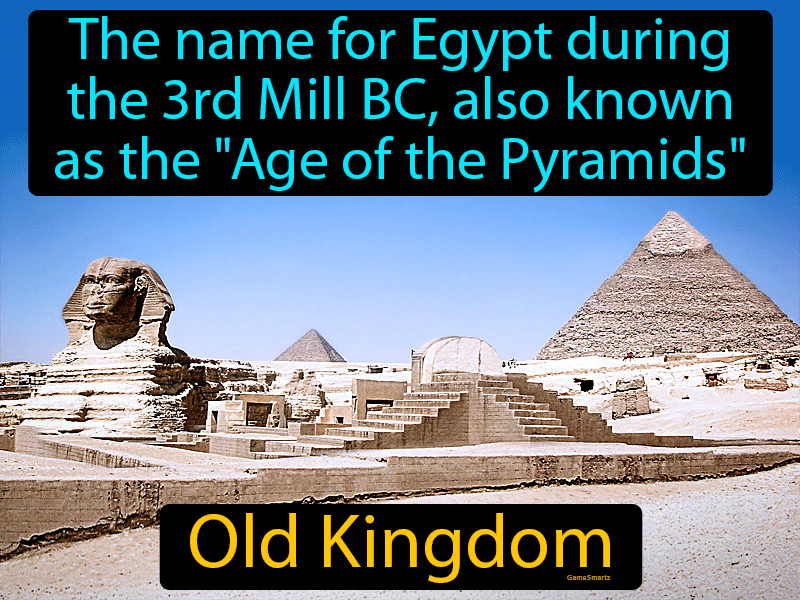 The name for Egypt during
the 3rd Mill BC, also known
as the "Age of the Pyramids"
Old Kingdom
GameSmartz